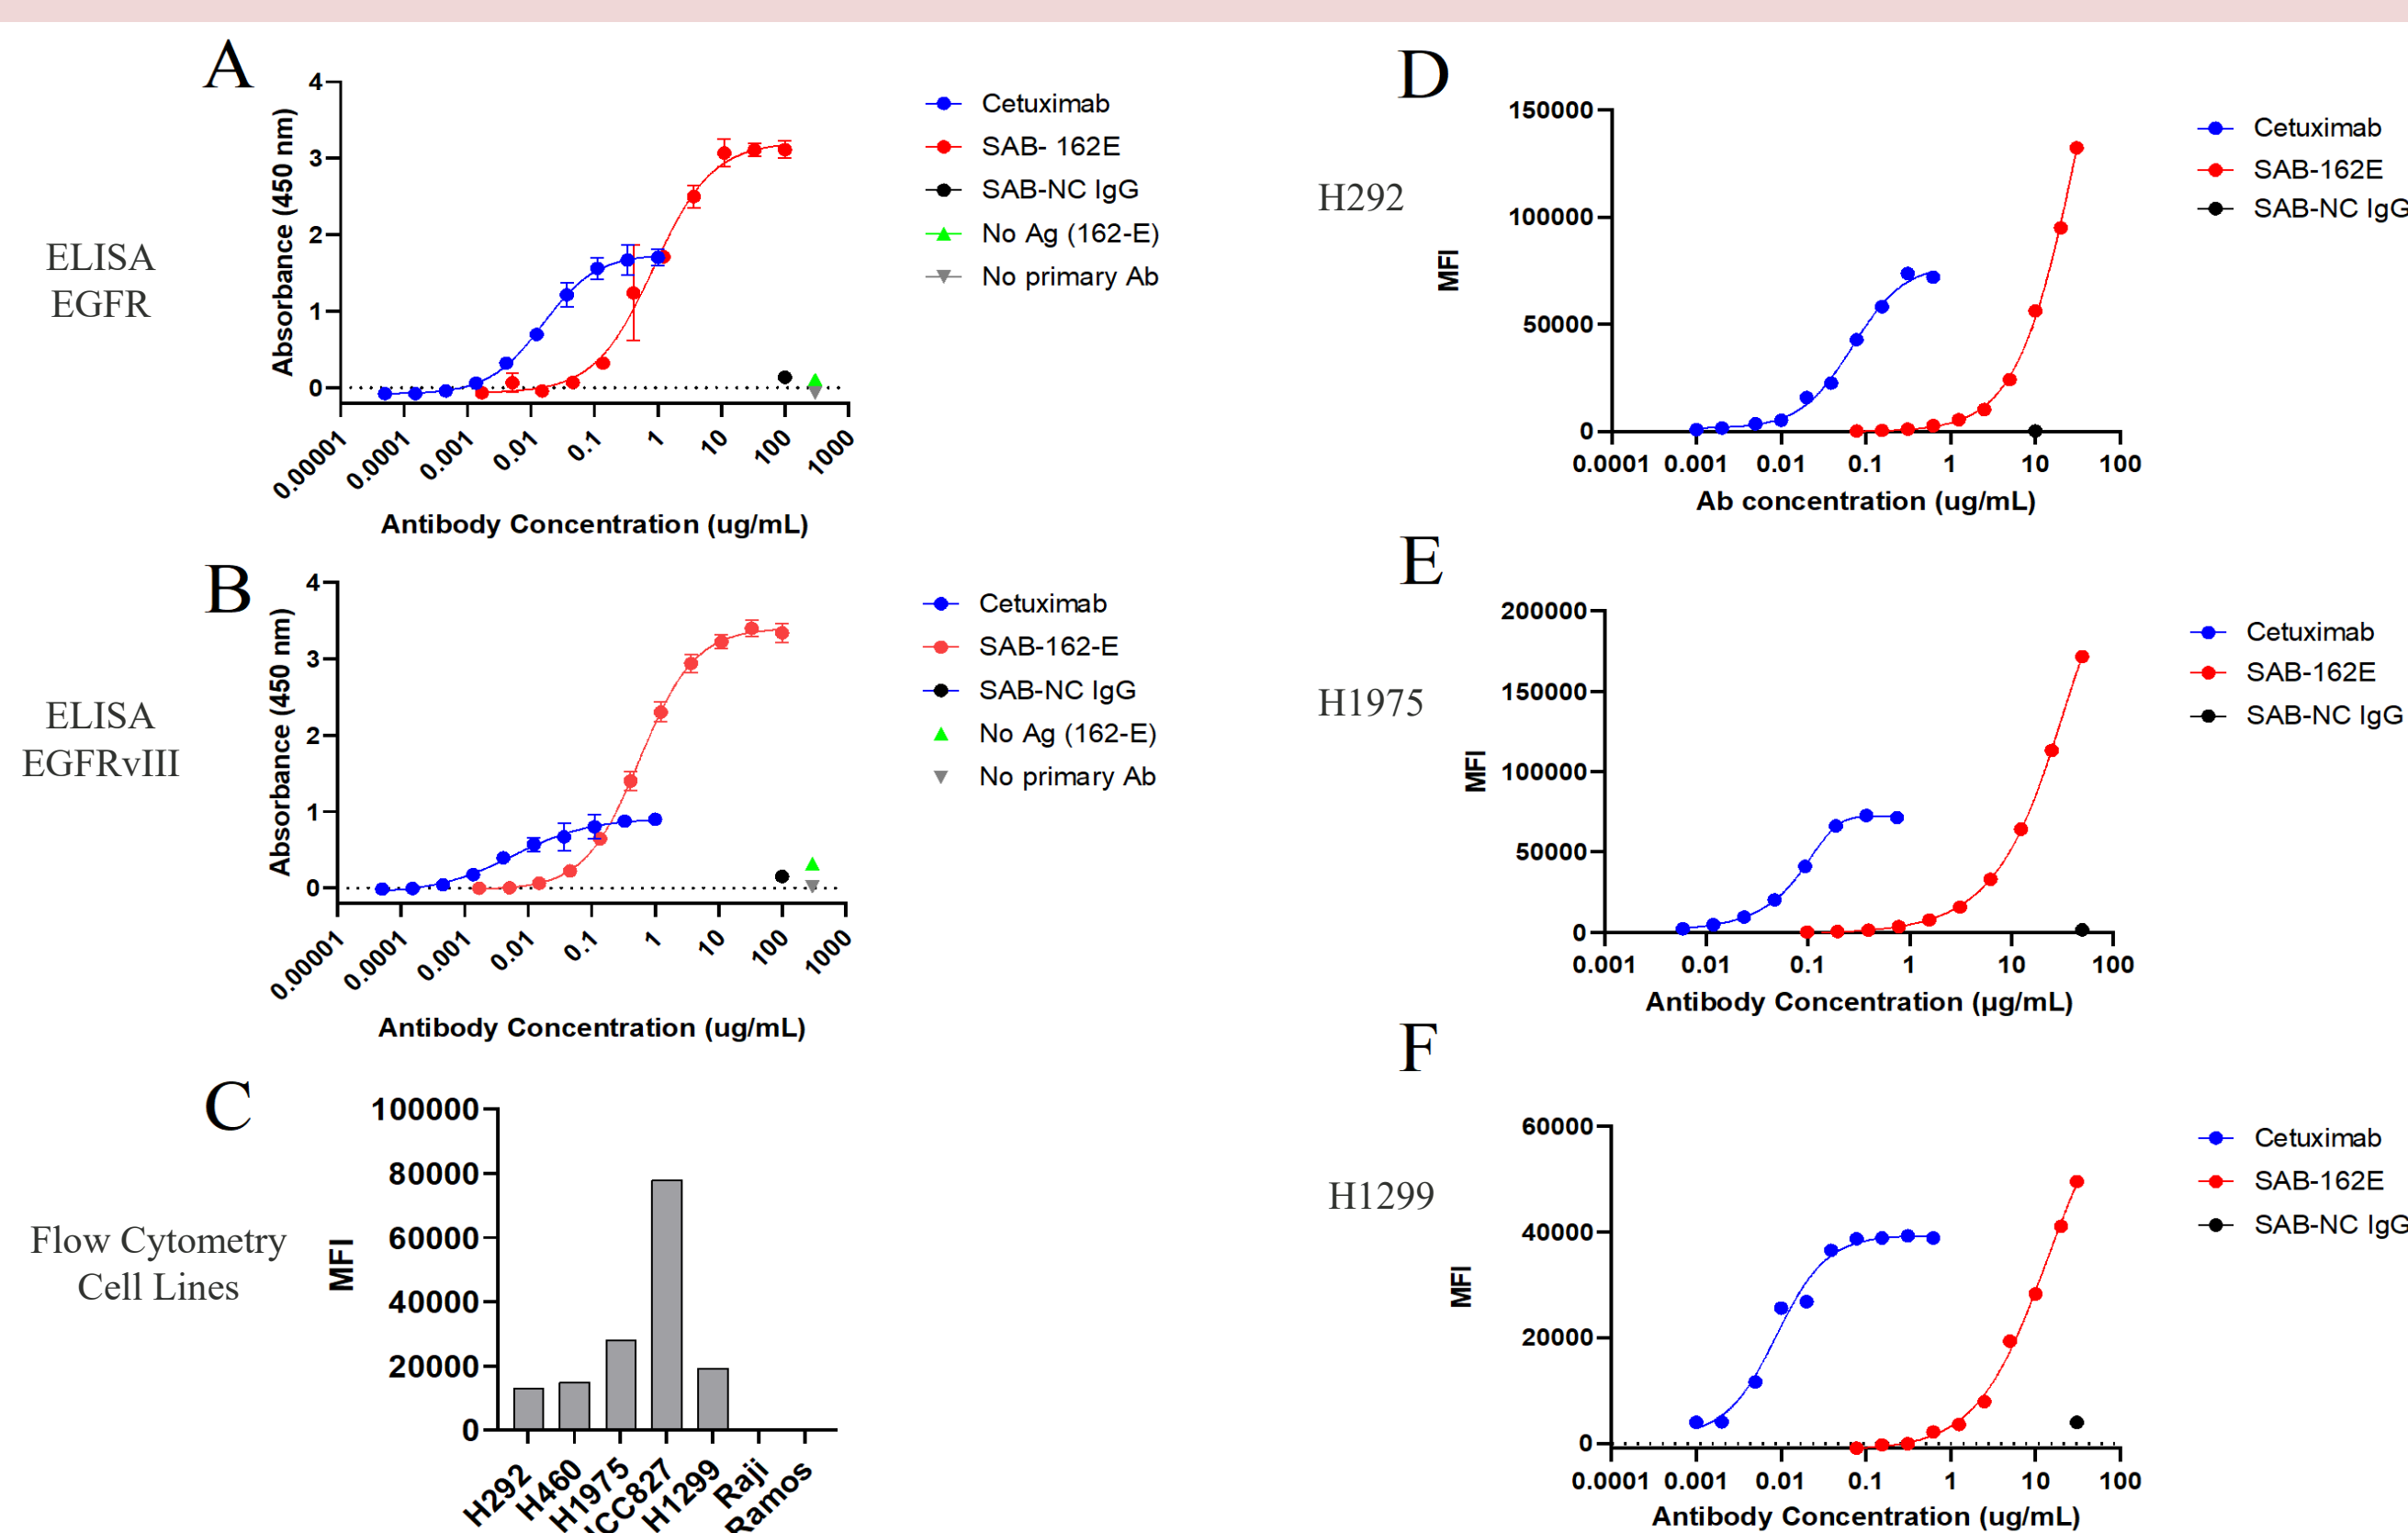 A
ELISA
EGFR
Absorbance (450 nm)
4
3
2
1
0
0.00001 0.0001 0.001 0.01 0.1 1 10 100 1000
Antibody Concentration (ug/mL)
Cetuximab
SAB- 162E
SAB-NC IgG
No Ag (162-E)
No primary Ab
B
ELISA
EGFRvIII
Absorbance (450 nm)
4
3
2
1
0
0.00001 0.0001 0.001 0.01 0.1 1 10 100 1000
Antibody Concentration (ug/mL)
Cetuximab
SAB-162-E
SAB-NC IgG
No Ag (162-E)
No primary Ab
C
Flow Cytometry
Cell Lines
MFI
100000
80000
60000
40000
20000
0
H292 H460 H1975 ICC827 H1299 Raji Ramos
D
H292
MFI
150000
100000
50000
0
0.0001 0.001 0.01 0.1 1 10 100
Ab concentration (ug/mL)
Cetuximab
SAB-162E
SAB-NC IgG
E
H1975
MFI
200000
150000
100000
50000
0
0.001 0.01 0.1 1 10 100
Antibody Concentration (µg/mL)
Cetuximab
SAB-162E
SAB-NC IgG
F
H1299
MFI
60000
40000
20000
0
0.0001 0.001 0.01 0.1 1 10 100
Antibody Concentration (ug/mL)
Cetuximab
SAB-162E
SAB-NC IgG